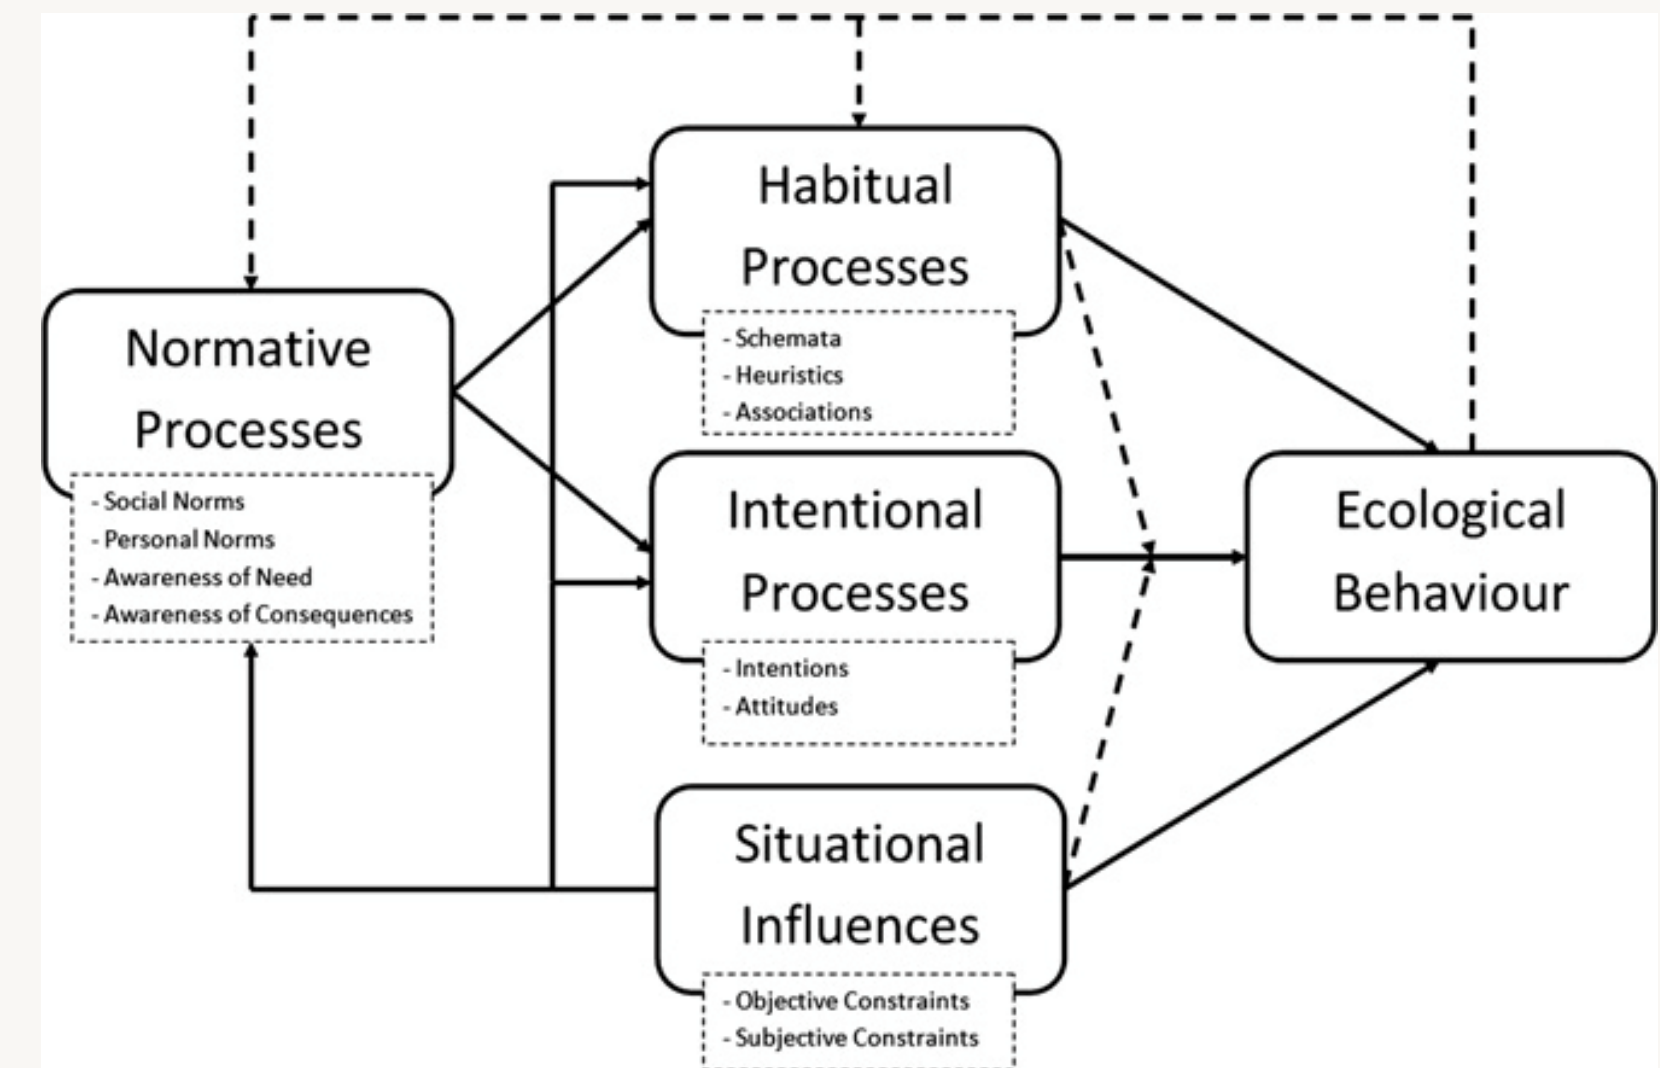 Habitual
Processes
- Schemata
- Heuristics
- Associations
Normative
Processes
- Social Norms
- Personal Norms
- Awareness of Need
- Awareness of Consequences
Intentional
Processes
- Intentions
- Attitudes
Ecological
Behaviour
Situational
Influences
- Objective Constraints
- Subjective Constraints